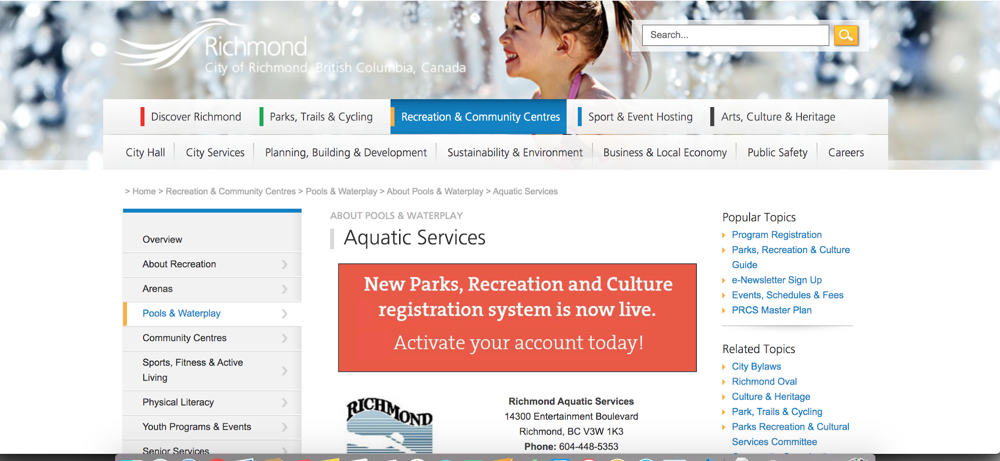 Richmond
City of Richmond, British Columbia, Canada
Search...
Discover Richmond
Parks, Trails & Cycling
Recreation & Community Centres
Sport & Event Hosting
Arts, Culture & Heritage
City Hall
City Services
Planning, Building & Development
Sustainability & Environment
Business & Local Economy
Public Safety
Careers
> Home > Recreation & Community Centres > Pools & Waterplay > About Pools & Waterplay > Aquatic Services
Overview
About Recreation
Arenas
Pools & Waterplay
Community Centres
Sports, Fitness & Active
Living
Physical Literacy
Youth Programs & Events
Senior Services
ABOUT POOLS & WATERPLAY
Aquatic Services
New Parks, Recreation and Culture
registration system is now live.
Activate your account today!
RICHMOND
Richmond Aquatic Services
14300 Entertainment Boulevard
Richmond, BC V3W 1K3
Phone: 604-448-5353
Popular Topics
Program Registration
Parks, Recreation & Culture
Guide
e-Newsletter Sign Up
Events, Schedules & Fees
PRCS Master Plan
Related Topics
City Bylaws
Richmond Oval
Culture & Heritage
Park, Trails & Cycling
Parks Recreation & Cultural
Services Committee